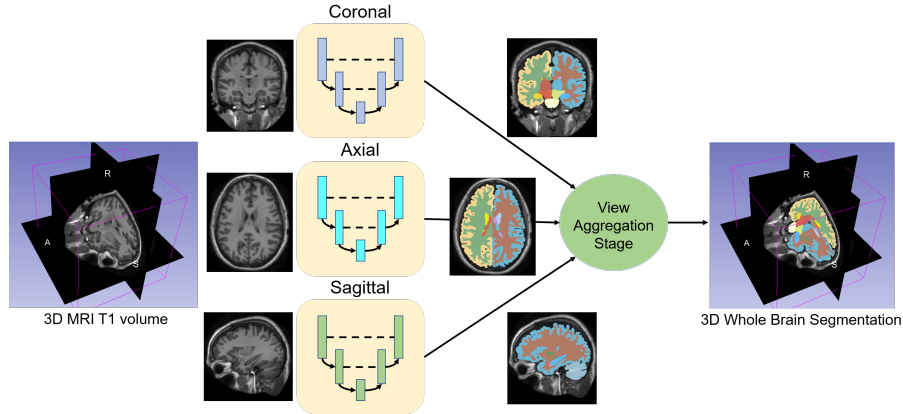 Coronal
R
A
S
3D MRI T1 volume
Axial
Sagittal
View
Aggregation
Stage
R
A
S
3D Whole Brain Segmentation